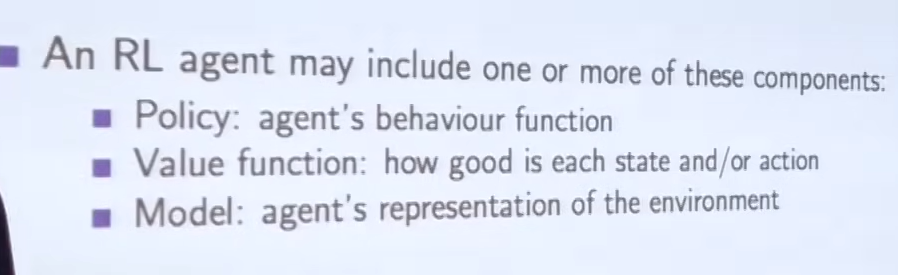 An RL agent may include one or more of these components:
Policy: agent's behaviour function
Value function: how good is each state and/or action
Model: agent's representation of the environment